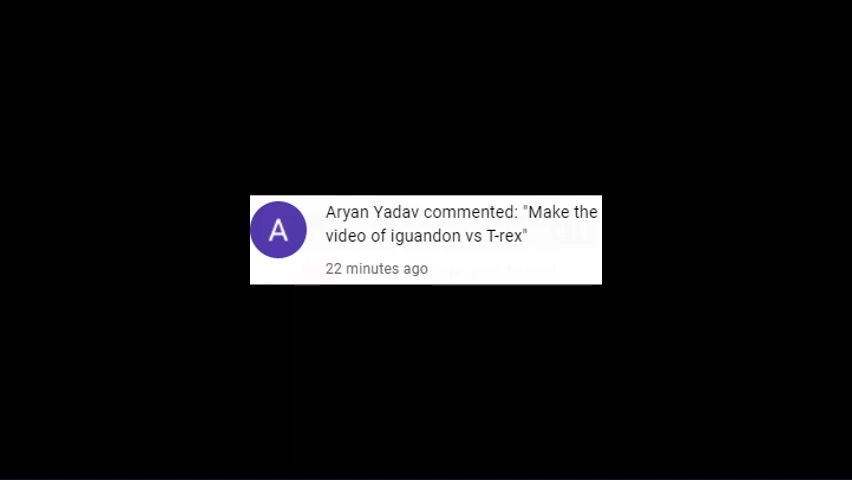 A
Aryan Yadav commented: "Make the
video of iguandon vs T-rex"
22 minutes ago